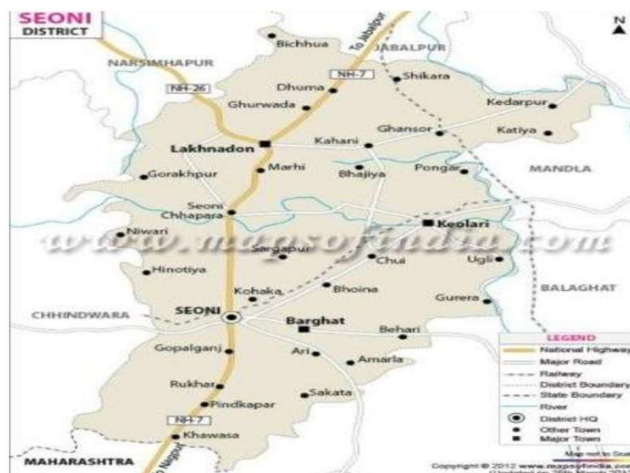 SEONI
DISTRICT
N
NARSIMHAPUR
Bichhua
To Jabalpur
JABALPUR
NH-26
NH-7
Dhuma
Shikara
Ghurwada
Kedarpur
Ghansor
Katiya
Lakhnadon
Kahani
Gorakhpur
Marhi
Bhajiya
Pongar
MANDLA
Seoni
Chhapara
Keolari
Niwari
www.mapsofindia.com
Sargapur
Chui
Ugli
Hinotiya
Kohaka
Bhoina
Gurera
BALAGHAT
CHHINDWARA
SEONI
Barghat
Behari
Gopalganj
Ari
Amarla
Rukhar
Sakata
Pindkapar
NH-7
Khawasa
MAHARASHTRA
LEGEND
National Highway
Major Road
Railway
District Boundary
State Boundary
River
District HQ
Other Town
Major Town
Copyright © 2012 www.mapsofindia.com